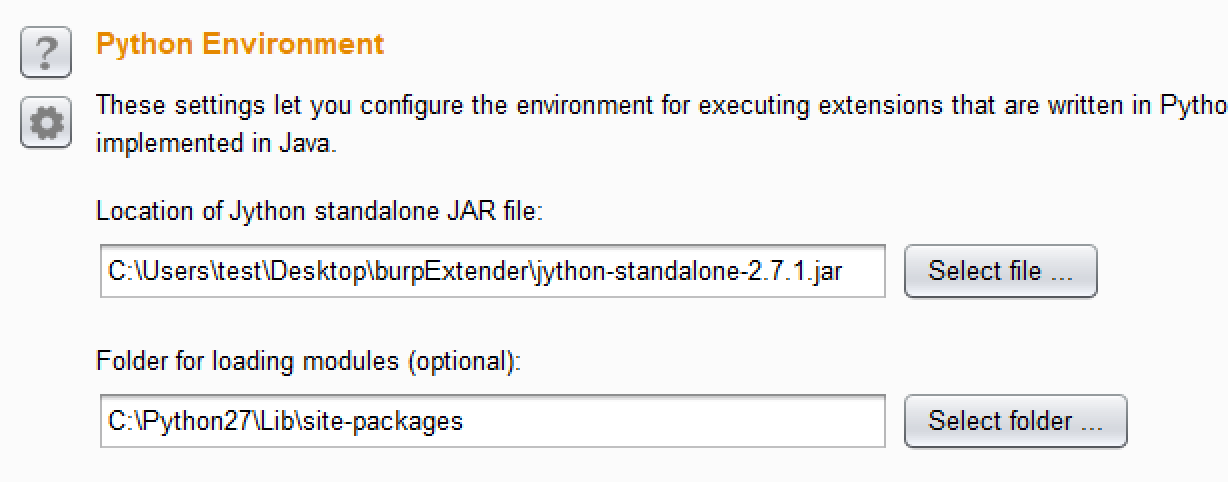 Python Environment
These settings let you configure the environment for executing extensions that are written in Pytho
implemented in Java.
Location of Jython standalone JAR file:
C:\Users\test\Desktop\burpExtender\jython-standalone-2.7.1.jar
Select file ...
Folder for loading modules (optional):
C:\Python27\Lib\site-packages
Select folder ...